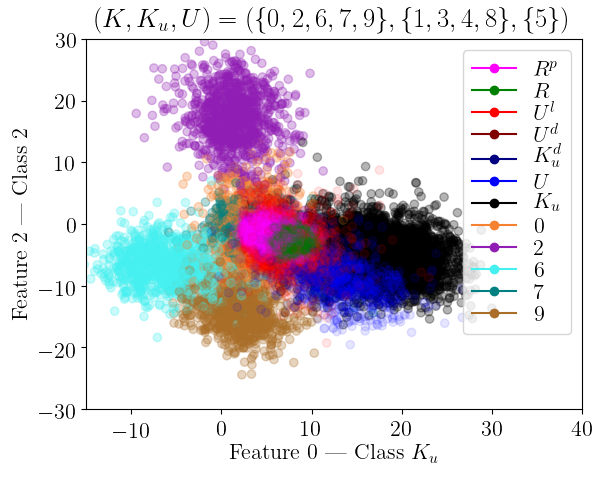 (K, K_u, U) = ({0, 2, 6, 7, 9}, {1, 3, 4, 8}, {5})
30
20
10
0
−10
−20
−30
Feature 2 — Class 2
−10
0
10
20
30
40
Feature 0 — Class K_u
R^p
R
U^l
U^d
K_u^d
U
K_u
0
2
6
7
9